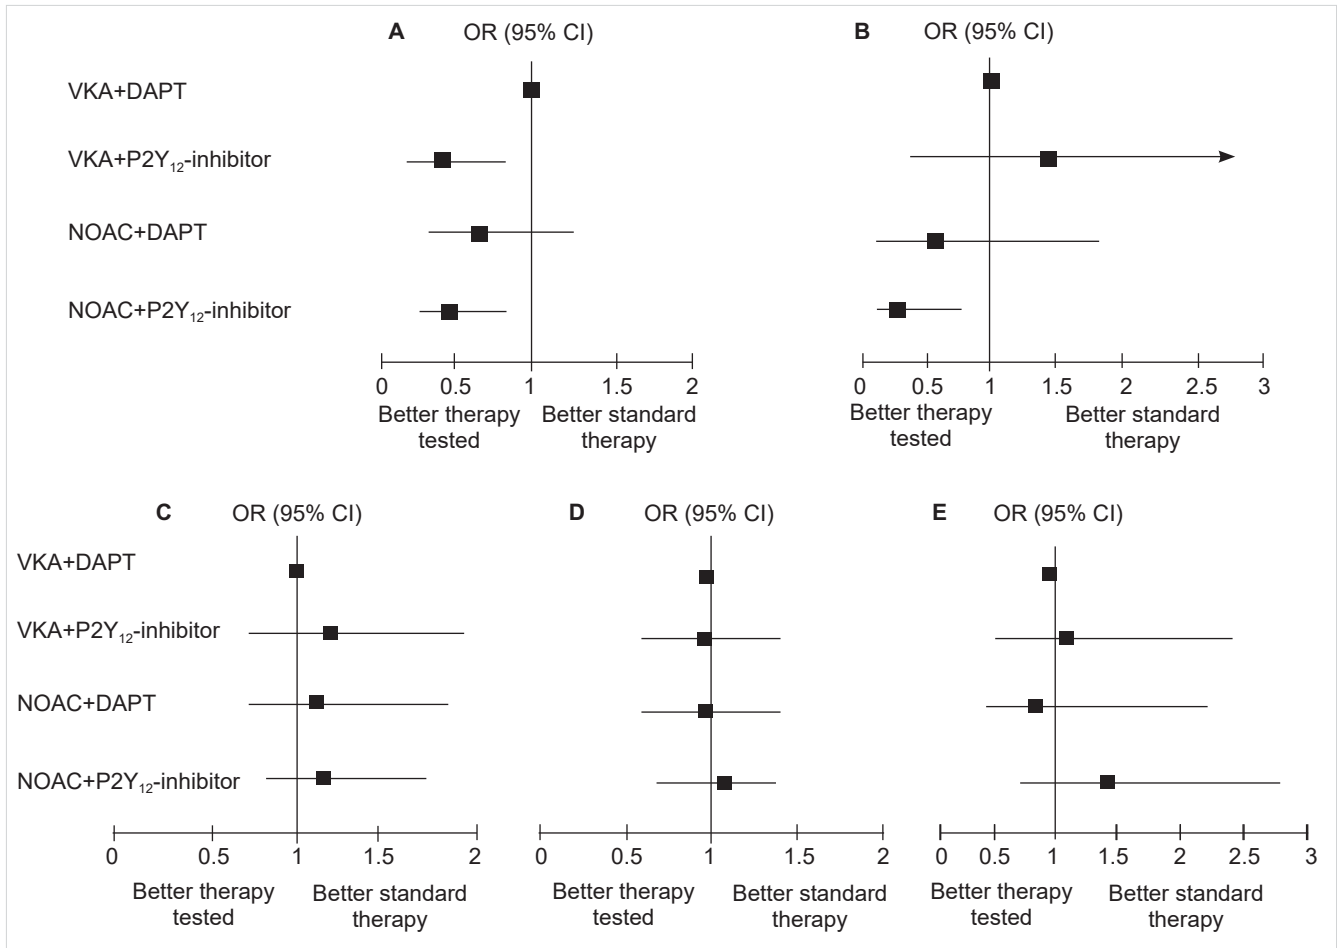 A OR (95% CI)
VKA+DAPT
VKA+P2Y12-inhibitor
NOAC+DAPT
NOAC+P2Y12-inhibitor
0 0.5 1 1.5 2
Better therapy tested
Better standard therapy
B OR (95% CI)
0 0.5 1 1.5 2 2.5 3
Better therapy tested
Better standard therapy
C OR (95% CI)
VKA+DAPT
VKA+P2Y12-inhibitor
NOAC+DAPT
NOAC+P2Y12-inhibitor
0 0.5 1 1.5 2
Better therapy tested
Better standard therapy
D OR (95% CI)
0 0.5 1 1.5 2
Better therapy tested
Better standard therapy
E OR (95% CI)
0 0.5 1 1.5 2 2.5 3
Better therapy tested
Better standard therapy